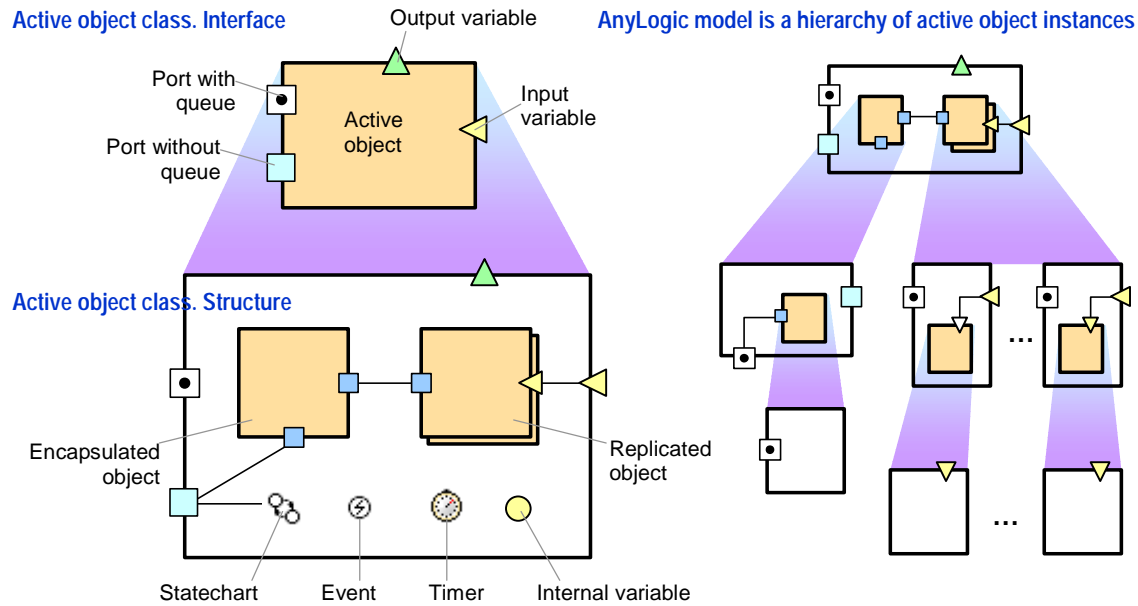 Active object class. Interface
Output variable
Port with
queue
Active
object
Input
variable
Port without
queue
Active object class. Structure
Encapsulated
object
Replicated
object
Statechart
Event
Timer
Internal variable
AnyLogic model is a hierarchy of active object instances
...
...